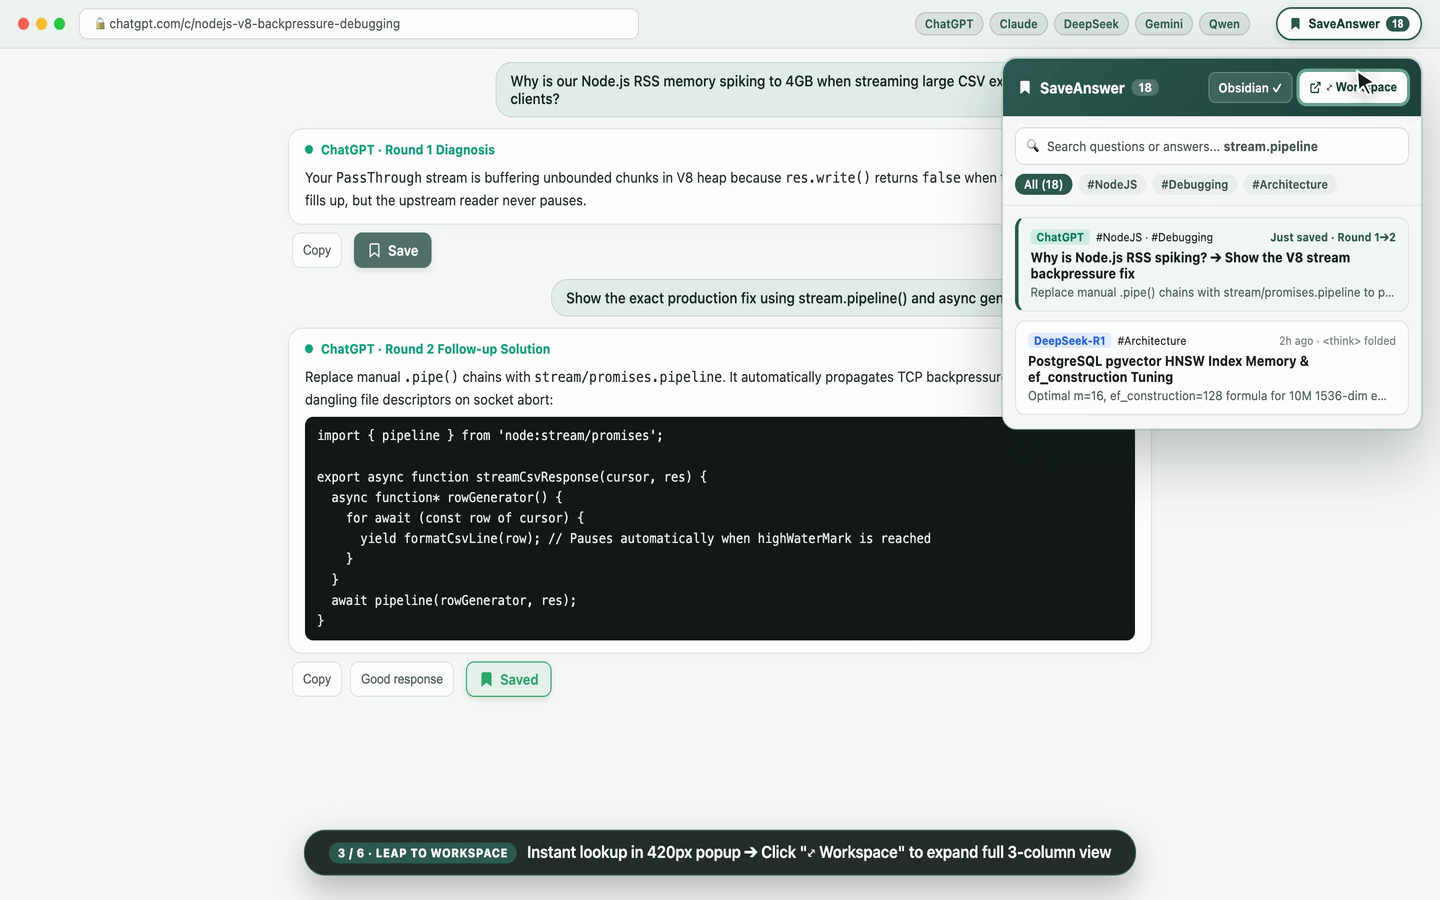 chatgpt.com/c/nodejs-v8-backpressure-debugging
ChatGPT
Claude
DeepSeek
Gemini
Qwen
SaveAnswer 18
Why is our Node.js RSS memory spiking to 4GB when streaming large CSV ex
clients?
ChatGPT · Round 1 Diagnosis
Your PassThrough stream is buffering unbounded chunks in V8 heap because res.write() returns false when
fills up, but the upstream reader never pauses.
Copy
Save
Show the exact production fix using stream.pipeline() and async gen
ChatGPT · Round 2 Follow-up Solution
Replace manual .pipe() chains with stream/promises.pipeline. It automatically propagates TCP backpressure
dangling file descriptors on socket abort:
import { pipeline } from 'node:stream/promises';
export async function streamCsvResponse(cursor, res) {
async function* rowGenerator() {
for await (const row of cursor) {
yield formatCsvLine(row); // Pauses automatically when highWaterMark is reached
}
}
await pipeline(rowGenerator, res);
}
Copy
Good response
Saved
SaveAnswer 18
Obsidian ✓
⤢ Workspace
Search questions or answers... stream.pipeline
All (18)
#NodeJS
#Debugging
#Architecture
ChatGPT #NodeJS · #Debugging Just saved · Round 1➔2
Why is Node.js RSS spiking? ➔ Show the V8 stream
backpressure fix
Replace manual .pipe() chains with stream/promises.pipeline to p...
DeepSeek-R1 #Architecture 2h ago · <think> folded
PostgreSQL pgvector HNSW Index Memory &
ef_construction Tuning
Optimal m=16, ef_construction=128 formula for 10M 1536-dim e...
3 / 6 · LEAP TO WORKSPACE Instant lookup in 420px popup ➔ Click "⤢ Workspace" to expand full 3-column view